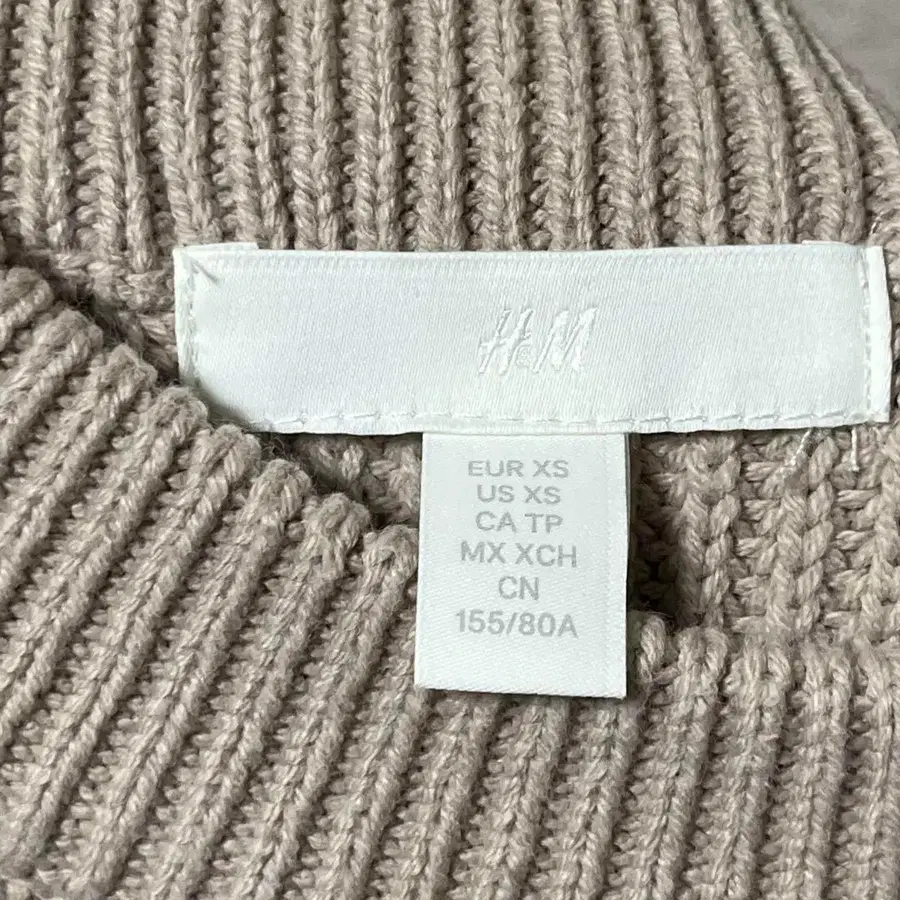 H&M
EUR XS
US XS
CA TP
MX XCH
CN
155/80A